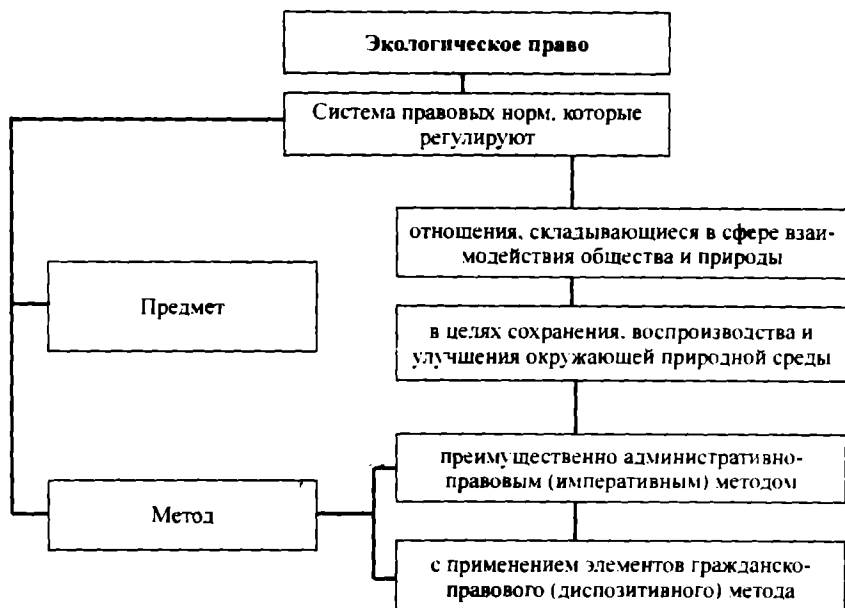 Экологическое право
Система правовых норм, которые
регулируют
отношения, складывающиеся в сфере взаи-
модействия общества и природы
Предмет
в целях сохранения, воспроизводства и
улучшения окружающей природной среды
преимущественно административно-
правовым (императивным) методом
Метод
с применением элементов гражданско-
правового (диспозитивного) метода